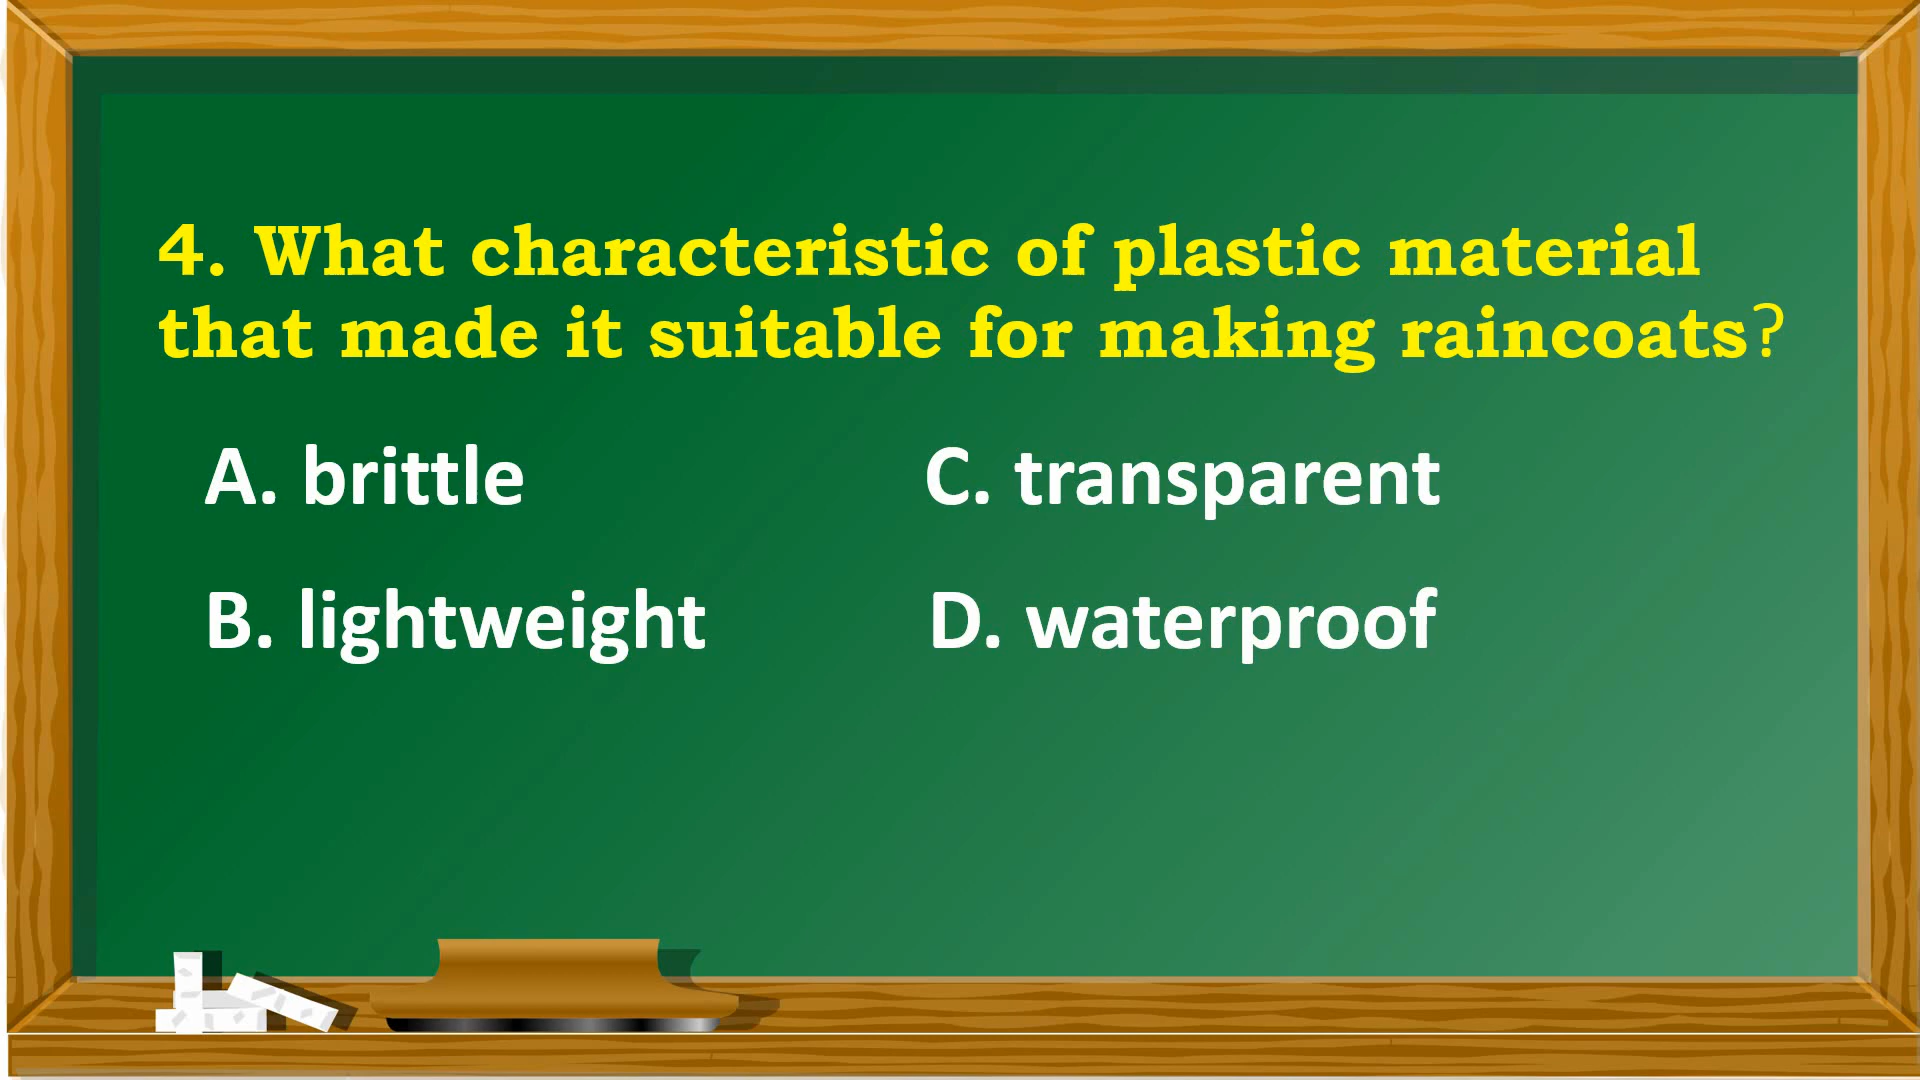 4. What characteristic of plastic material
that made it suitable for making raincoats?
A. brittle
C. transparent
B. lightweight
D. waterproof